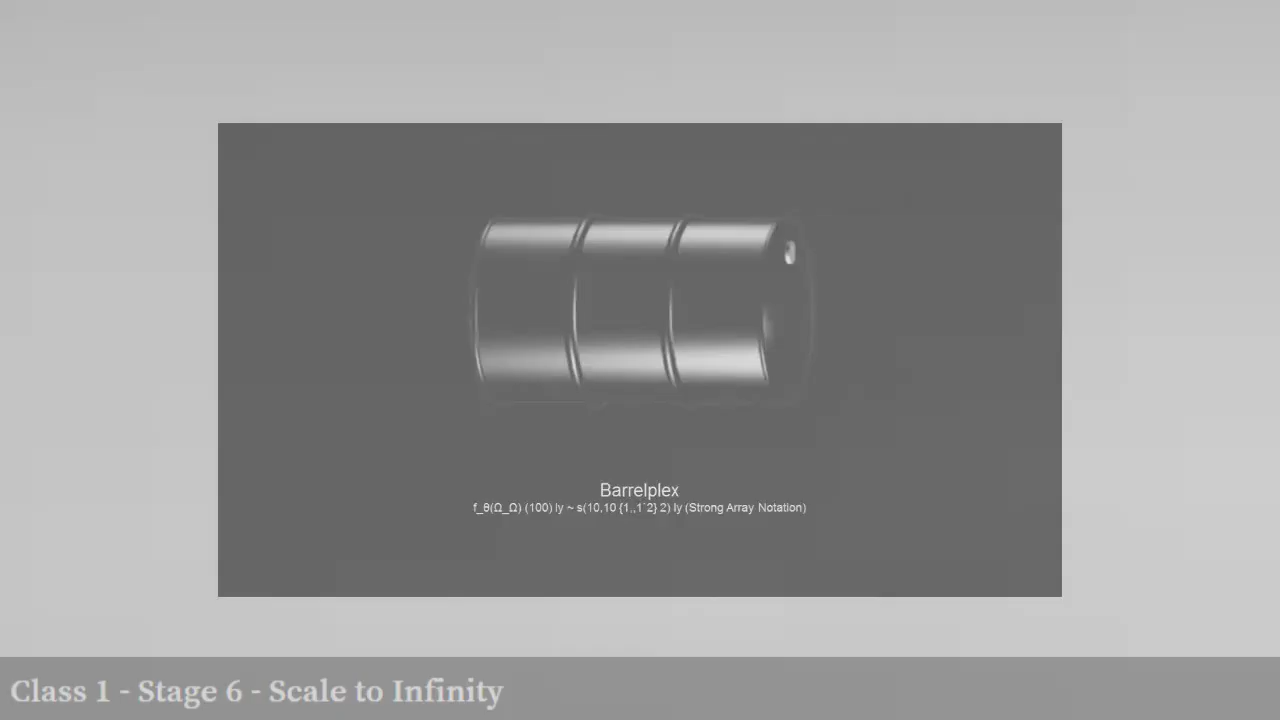 Barrelplex
f_θ(Ω_Ω) (100) ly ~ s(10,10 {1,,1`2} 2) ly (Strong Array Notation)
Class 1 - Stage 6 - Scale to Infinity